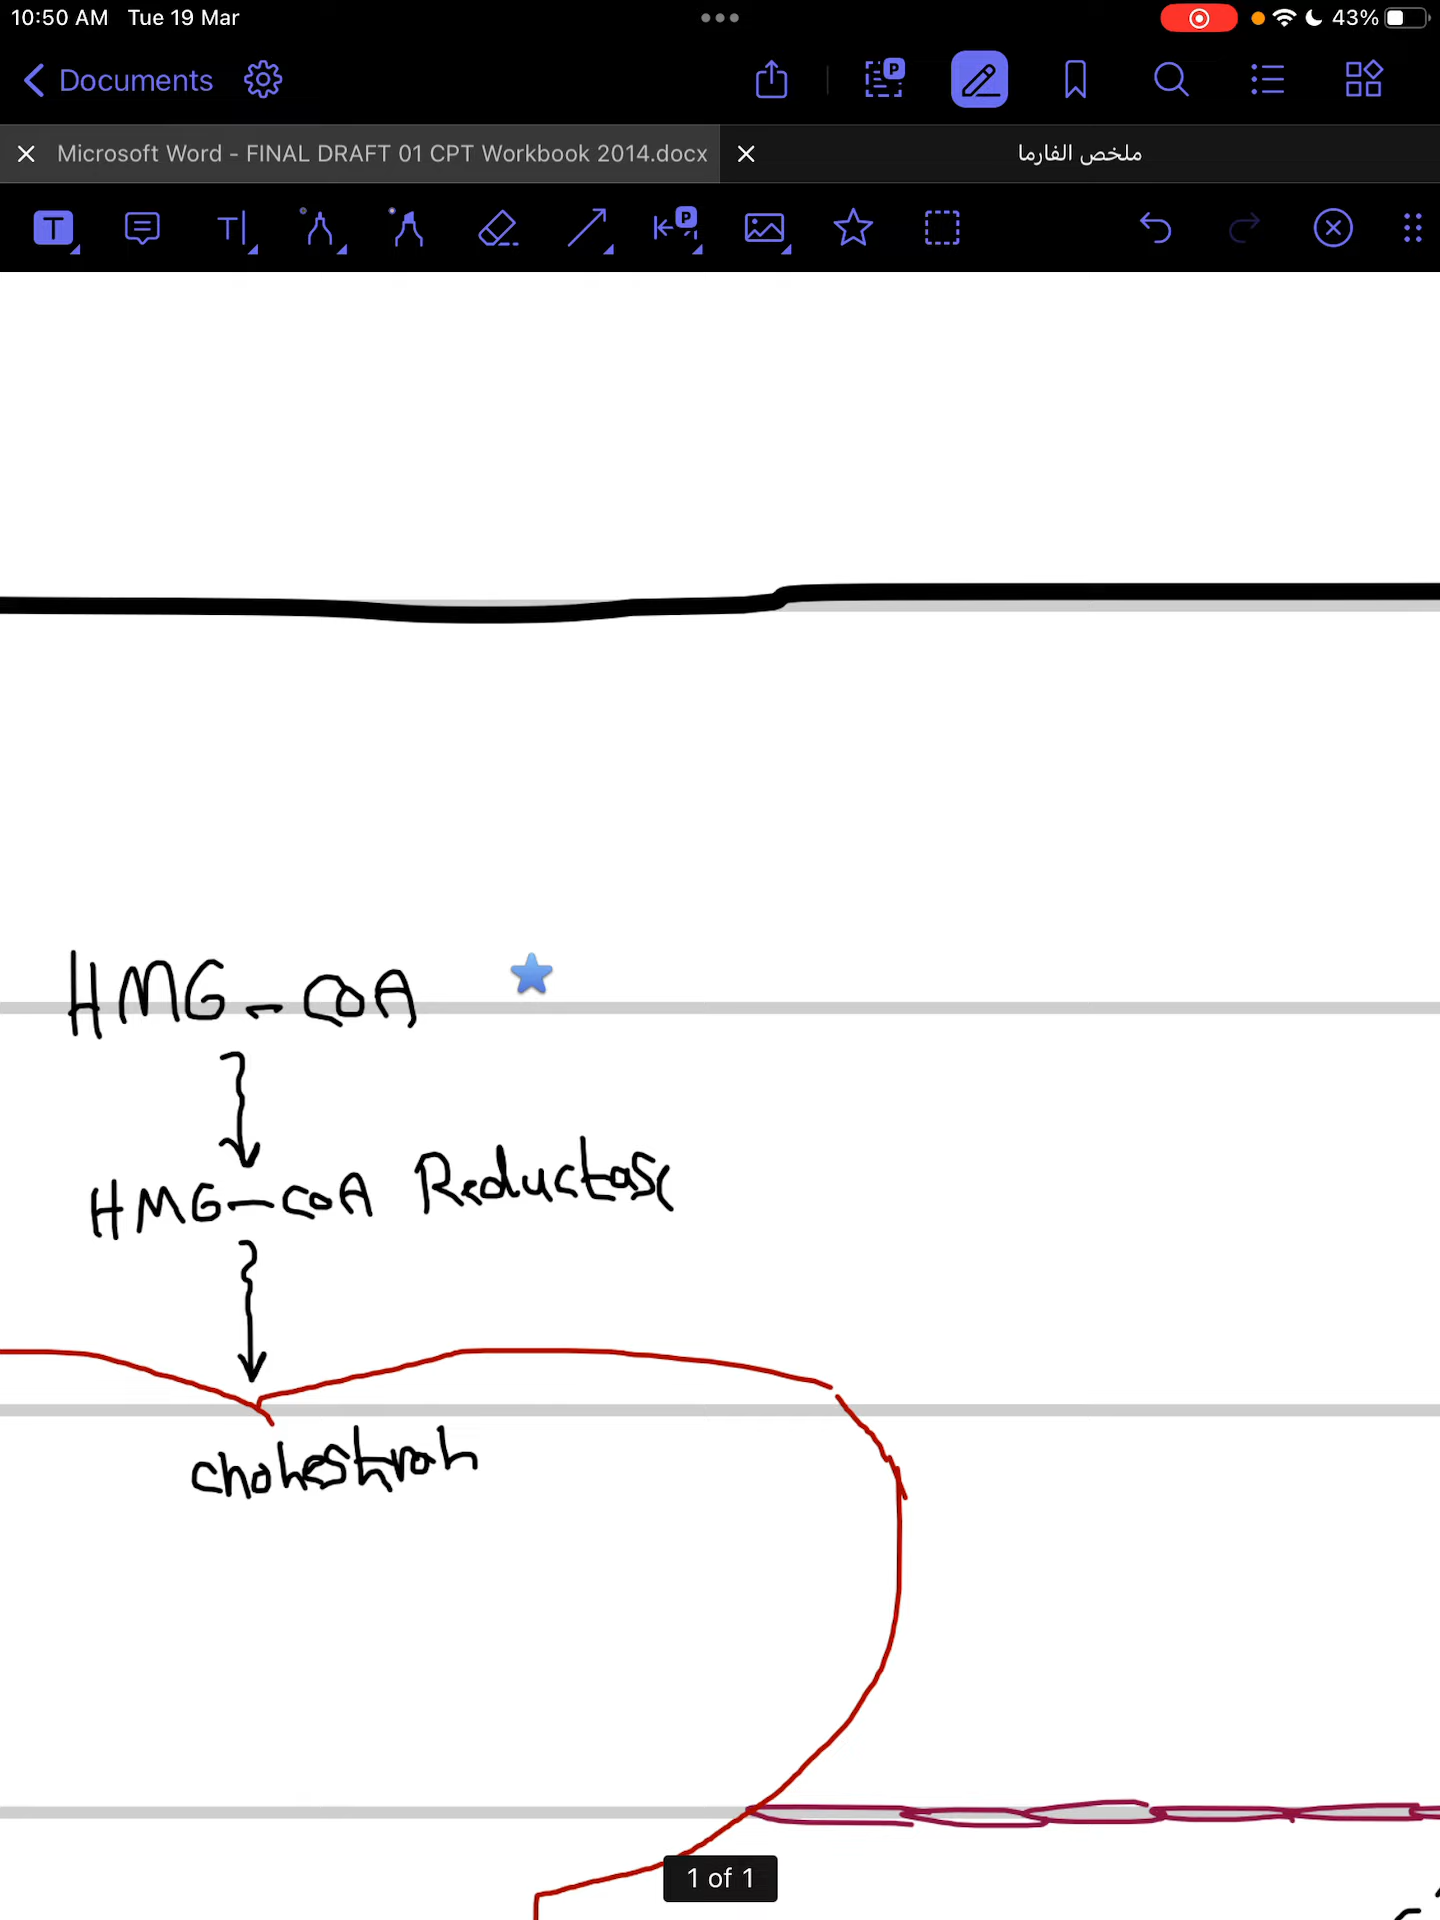 10:50 AM Tue 19 Mar
43%
Documents
Microsoft Word - FINAL DRAFT 01 CPT Workbook 2014.docx
ملخص الفارما
HMG-COA
HMG-COA Reductase
cholestrol
1 of 1